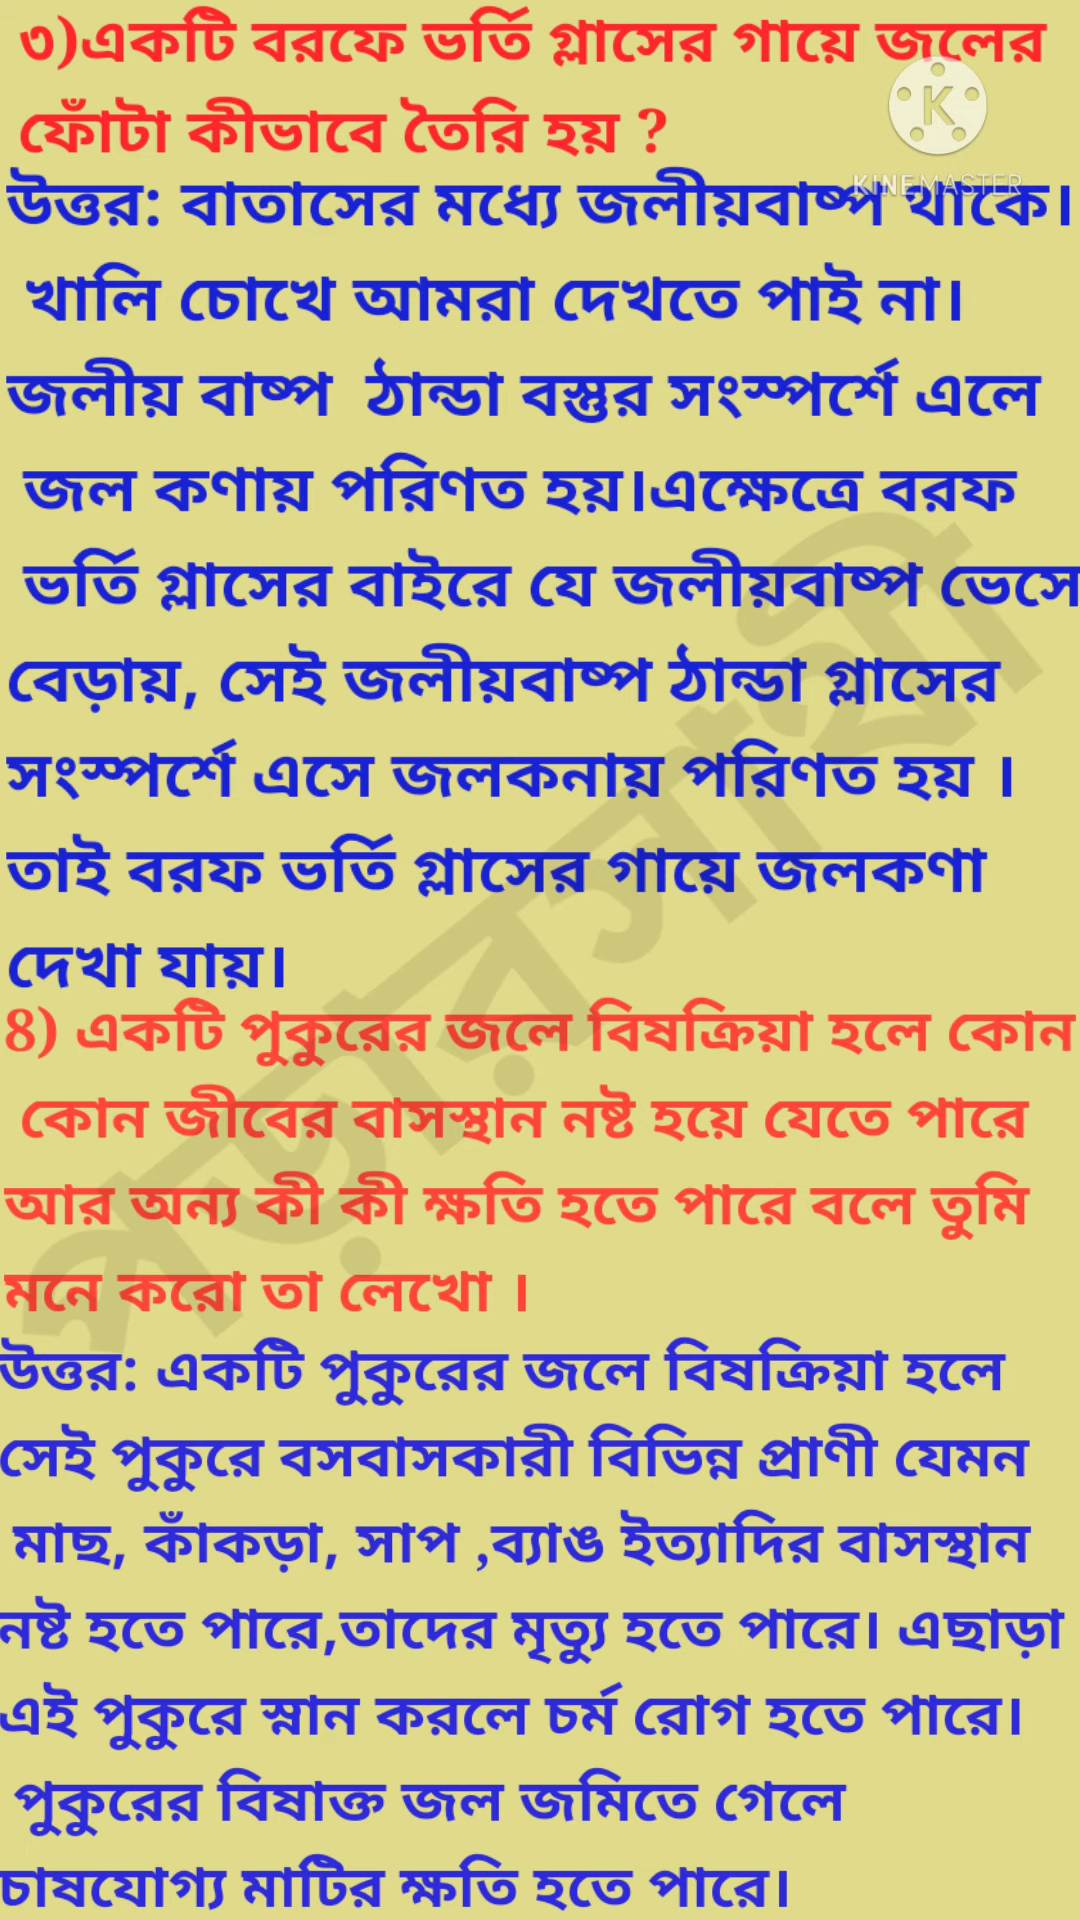 ৩)একটি বরফে ভর্তি গ্লাসের গায়ে জলের
ফোঁটা কীভাবে তৈরি হয় ?
K
KINEMASTER
উত্তর: বাতাসের মধ্যে জলীয়বাষ্প থাকে।
খালি চোখে আমরা দেখতে পাই না।
জলীয় বাষ্প ঠান্ডা বস্তুর সংস্পর্শে এলে
জল কণায় পরিণত হয়।এক্ষেত্রে বরফ
ভর্তি গ্লাসের বাইরে যে জলীয়বাষ্প ভেসে
বেড়ায়, সেই জলীয়বাষ্প ঠান্ডা গ্লাসের
সংস্পর্শে এসে জলকনায় পরিণত হয় ।
তাই বরফ ভর্তি গ্লাসের গায়ে জলকণা
দেখা যায়।
8) একটি পুকুরের জলে বিষক্রিয়া হলে কোন
কোন জীবের বাসস্থান নষ্ট হয়ে যেতে পারে
আর অন্য কী কী ক্ষতি হতে পারে বলে তুমি
মনে করো তা লেখো ।
উত্তর: একটি পুকুরের জলে বিষক্রিয়া হলে
সেই পুকুরে বসবাসকারী বিভিন্ন প্রাণী যেমন
মাছ, কাঁকড়া, সাপ ,ব্যাঙ ইত্যাদির বাসস্থান
নষ্ট হতে পারে,তাদের মৃত্যু হতে পারে। এছাড়া
এই পুকুরে স্নান করলে চর্ম রোগ হতে পারে।
পুকুরের বিষাক্ত জল জমিতে গেলে
চাষযোগ্য মাটির ক্ষতি হতে পারে।
পড়ারসাথী